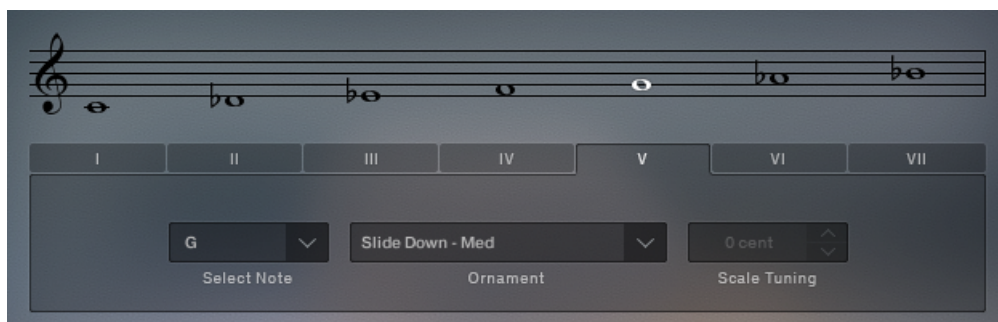 I II III IV V VI VII
G Slide Down - Med 0 cent
Select Note Ornament Scale Tuning